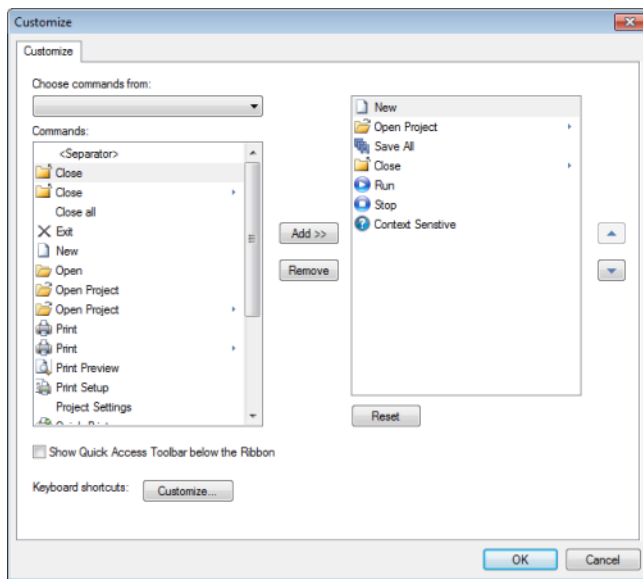 Customize
Customize
Choose commands from:
Commands:
<Separator>
Close
Close
Close all
Exit
New
Open
Open Project
Open Project
Print
Print
Print Preview
Print Setup
Project Settings
Add >>
Remove
New
Open Project
Save All
Close
Run
Stop
Context Senstive
Reset
Show Quick Access Toolbar below the Ribbon
Keyboard shortcuts:
Customize...
OK
Cancel